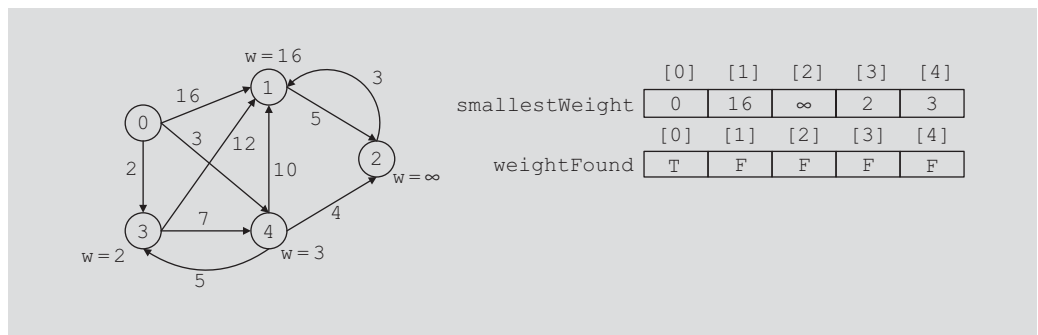 w = 16
16
1
3
5
0
3
12
2
2
10
w = ∞
4
7
3
4
w = 2
w = 3
5
[0] [1] [2] [3] [4]
smallestWeight 0 16 ∞ 2 3
[0] [1] [2] [3] [4]
weightFound T F F F F